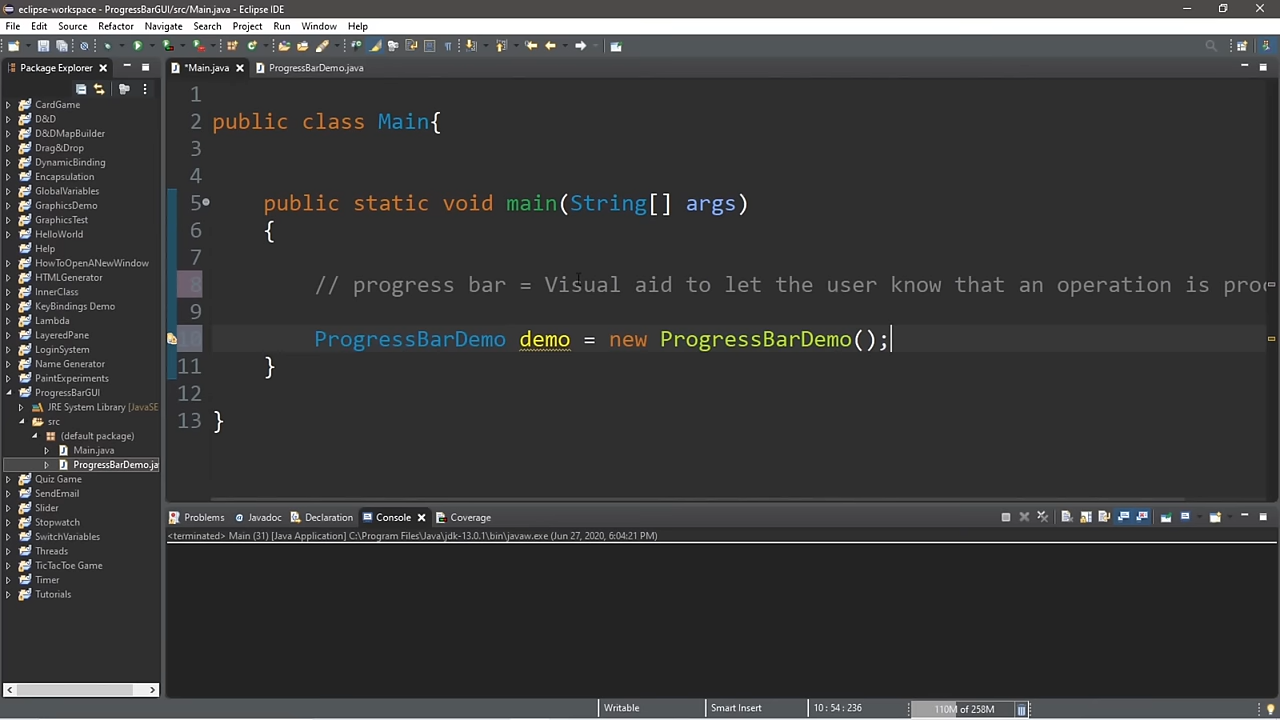 eclipse-workspace - ProgressBarGUI/src/Main.java - Eclipse IDE
File Edit Source Refactor Navigate Search Project Run Window Help
Package Explorer
*Main.java ProgressBarDemo.java
CardGame
D&D
D&DMapBuilder
Drag&Drop
DynamicBinding
Encapsulation
GlobalVariables
GraphicsDemo
GraphicsTest
HelloWorld
Help
HowToOpenANewWindow
HTMLGenerator
InnerClass
KeyBindings Demo
Lambda
LayeredPane
LoginSystem
Name Generator
PaintExperiments
ProgressBarGUI
JRE System Library [JavaSE
src
(default package)
Main.java
ProgressBarDemo.ja
Quiz Game
SendEmail
Slider
Stopwatch
SwitchVariables
Threads
TicTacToe Game
Timer
Tutorials
1
2 public class Main{
3
4
5 public static void main(String[] args)
6 {
7
8 // progress bar = Visual aid to let the user know that an operation is proc
9
10 ProgressBarDemo demo = new ProgressBarDemo();
11 }
12
13 }
Problems Javadoc Declaration Console Coverage
<terminated> Main (31) [Java Application] C:\Program Files\Java\jdk-13.0.1\bin\javaw.exe (Jun 27, 2020, 6:04:21 PM)
Writable Smart Insert 10 : 54 : 236 110M of 258M